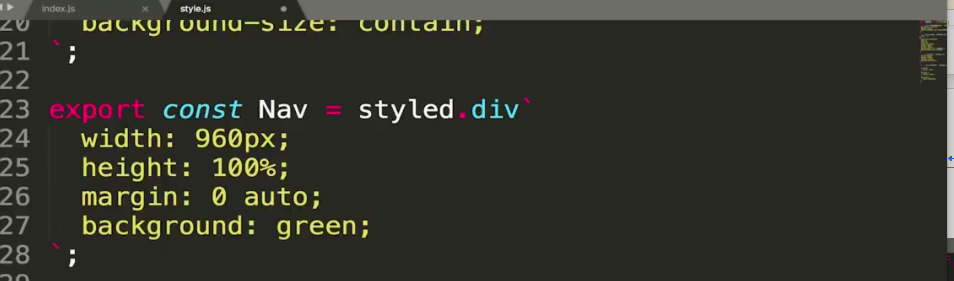 index.js × style.js
20 background-size: contain;
21 `;
22
23 export const Nav = styled.div`
24 width: 960px;
25 height: 100%;
26 margin: 0 auto;
27 background: green;
28 `;
29